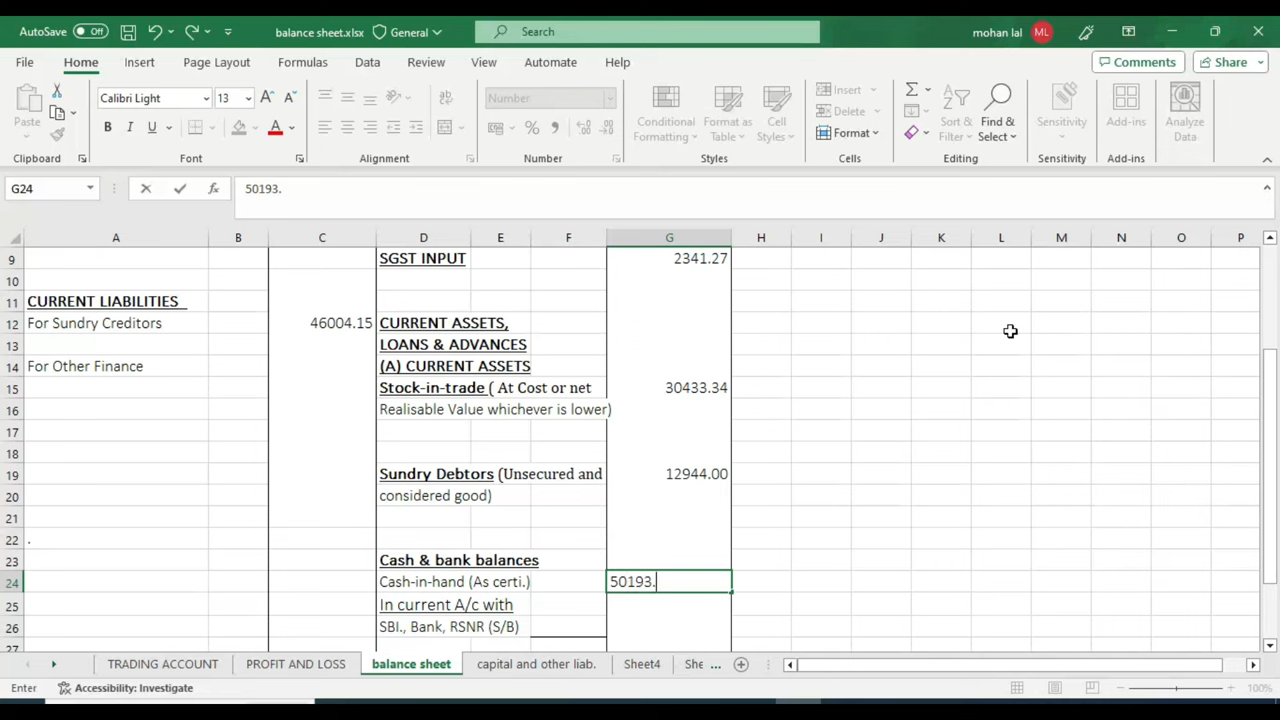 AutoSave Off balance sheet.xlsx General Search mohan lal ML
File Home Insert Page Layout Formulas Data Review View Automate Help Comments Share
Paste Calibri Light 13 A A Number Conditional Formatting Format as Table Cell Styles Insert Delete Format Sort & Filter Find & Select Sensitivity Add-ins Analyze Data
B I U A
Clipboard Font Alignment Number Styles Cells Editing Sensitivity Add-ins
G24 fx 50193.
A B C D E F G H I J K L M N O P
9 SGST INPUT 2341.27
10
11 CURRENT LIABILITIES
12 For Sundry Creditors 46004.15 CURRENT ASSETS,
13 LOANS & ADVANCES
14 For Other Finance (A) CURRENT ASSETS
15 Stock-in-trade ( At Cost or net 30433.34
16 Realisable Value whichever is lower)
17
18
19 Sundry Debtors (Unsecured and 12944.00
20 considered good)
21
22 .
23 Cash & bank balances
24 Cash-in-hand (As certi.) 50193.
25 In current A/c with
26 SBI., Bank, RSNR (S/B)
27
TRADING ACCOUNT PROFIT AND LOSS balance sheet capital and other liab. Sheet4 She ...
Enter Accessibility: Investigate 100%